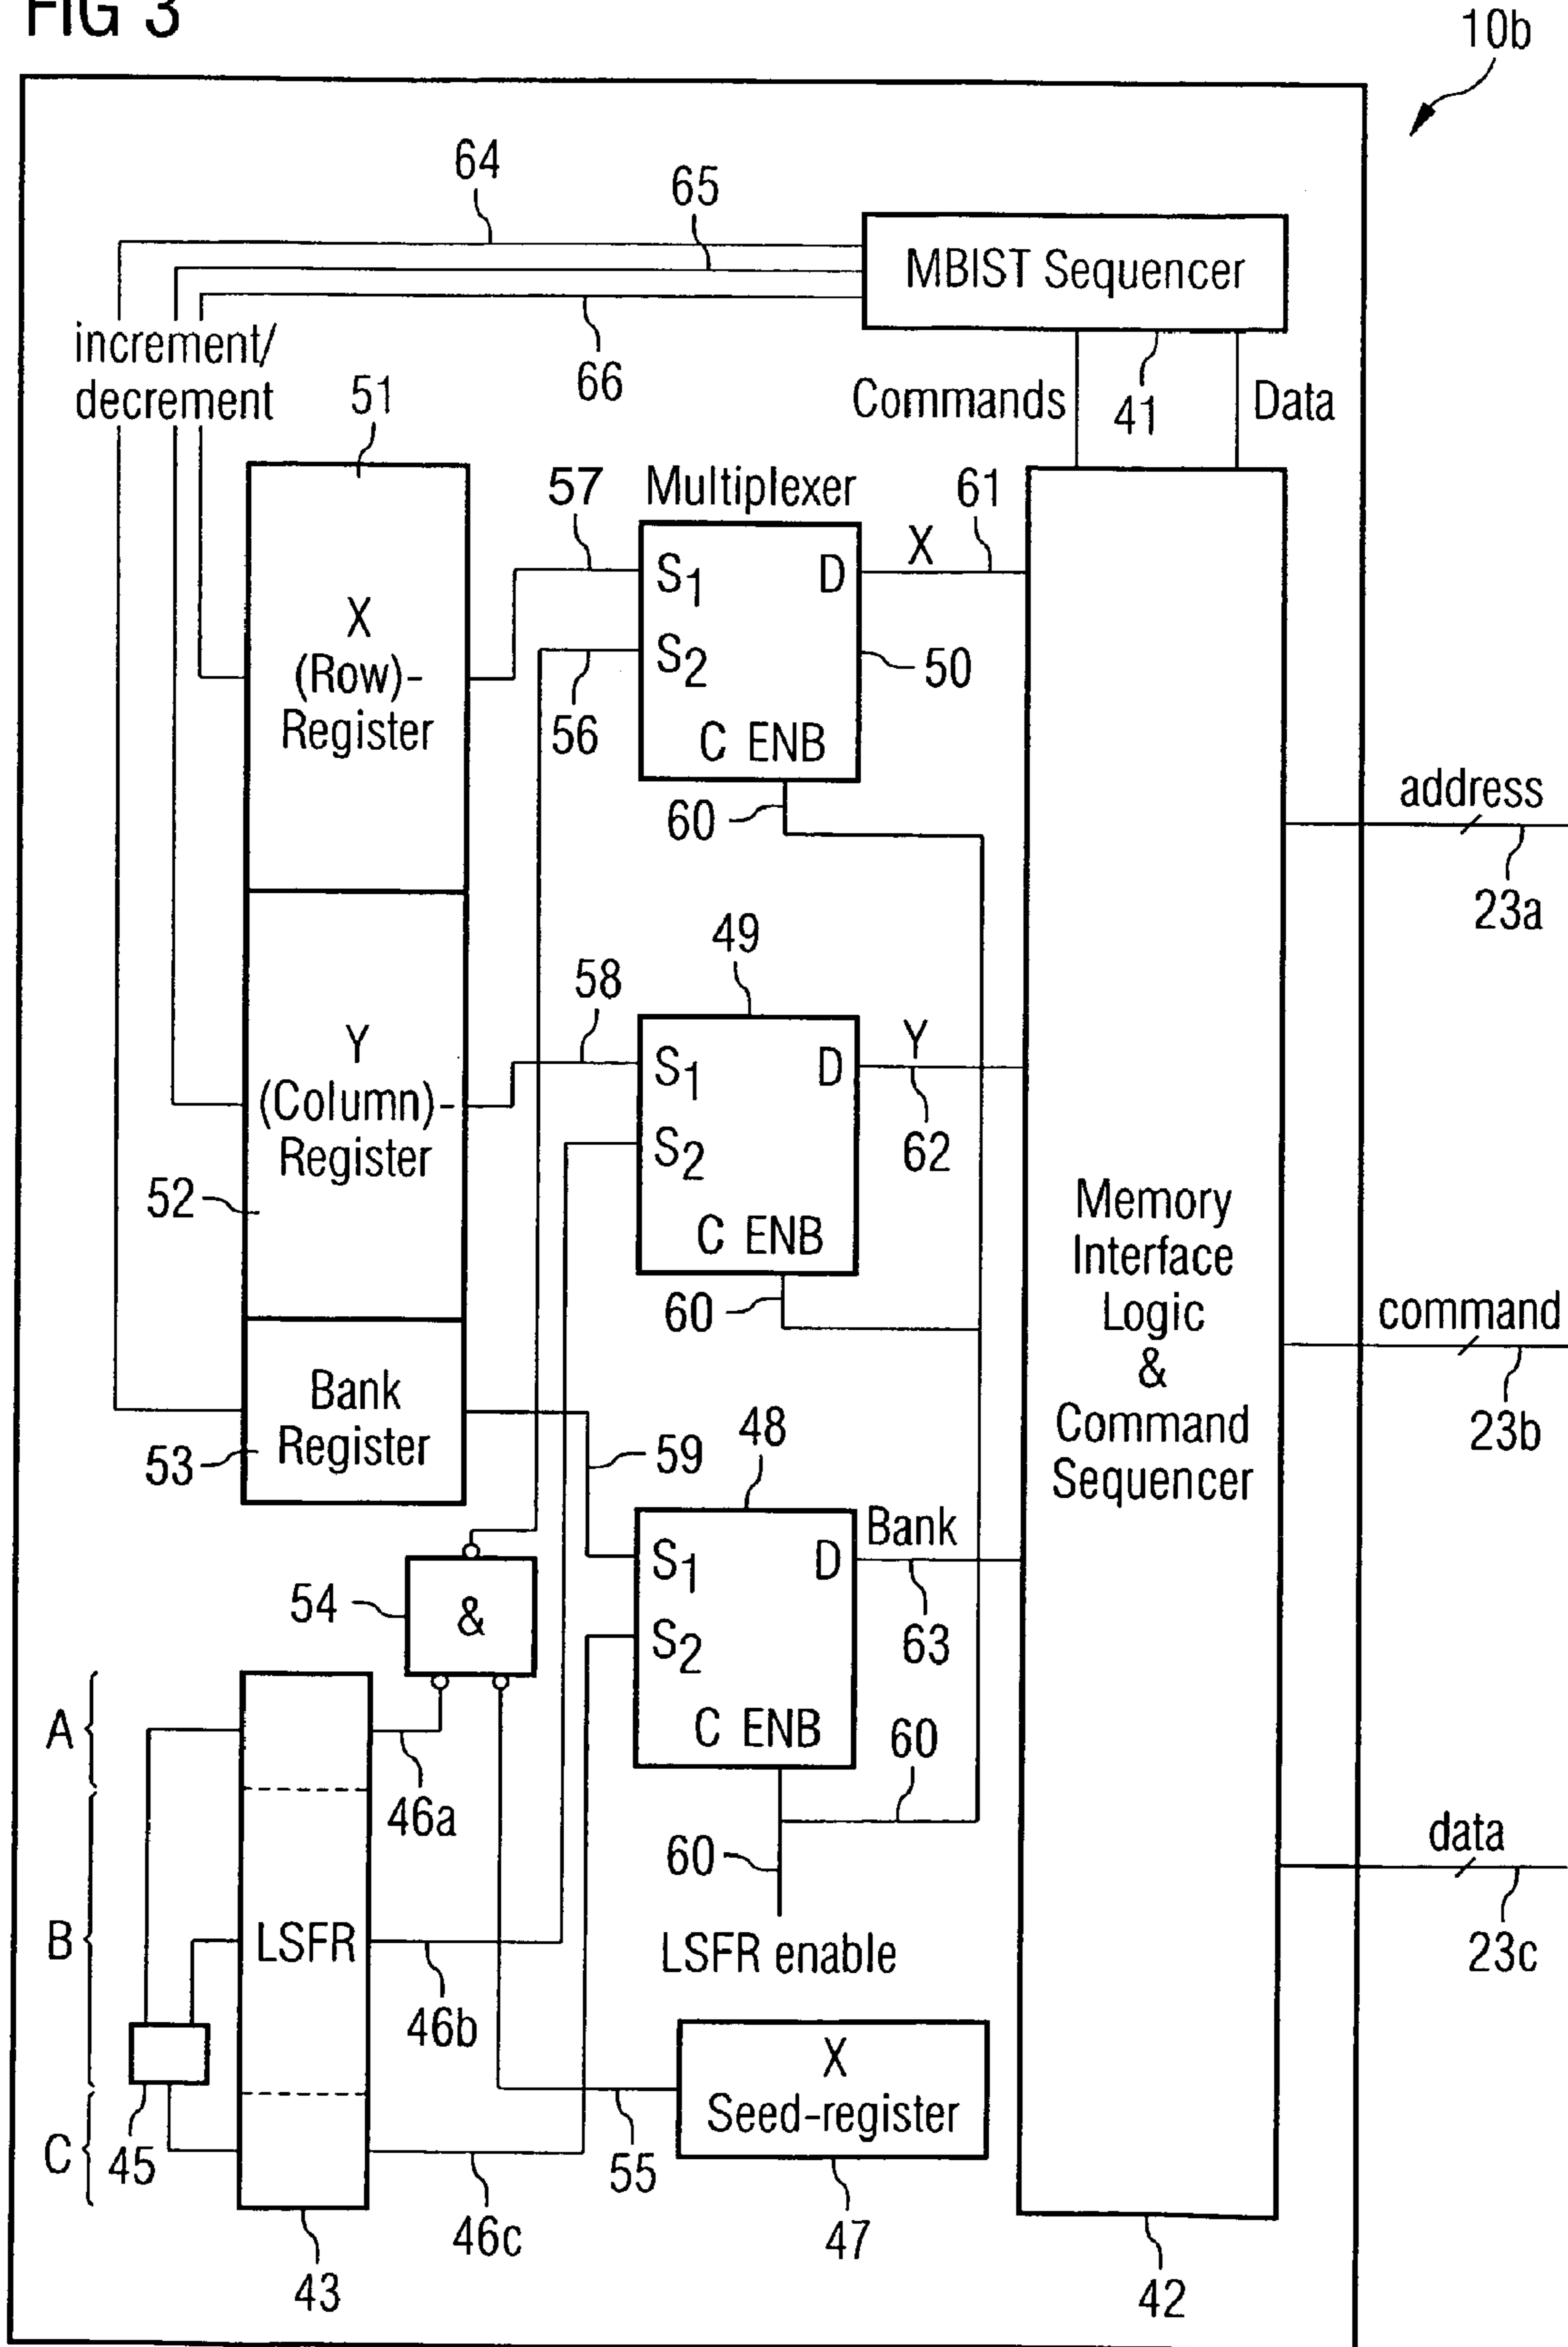 FIG 3
10b
64
65
MBIST Sequencer
increment/
decrement
66
51
Commands
41
Data
57
Multiplexer
61
X
S1
D
X
(Row)-
Register
S2
50
56
C ENB
60
address
23a
49
58
Y
S1
D
Y
(Column)-
Register
62
S2
52
C ENB
60
Memory
Interface
Logic
&
Command
Sequencer
command
23b
Bank
Register
53
59
48
Bank
S1
D
54
&
63
S2
A
C ENB
60
46a
60
data
23c
B
LSFR
LSFR enable
46b
X
Seed-register
C
45
55
46c
47
43
42